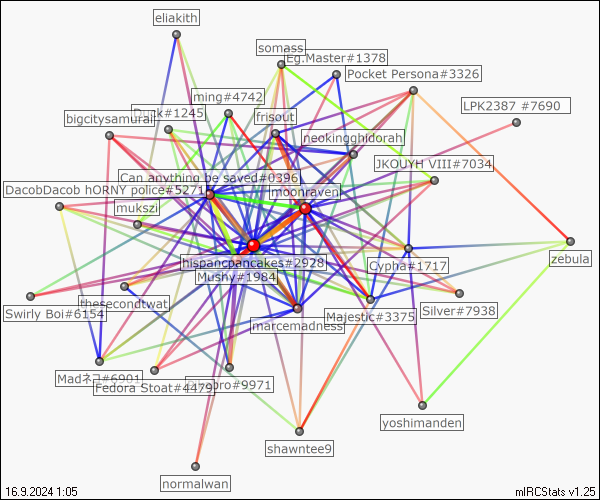 eliakith
somass
Eg.Master#1378
Pocket Persona#3326
ming#4742
LPK2387 #7690
bigcitysamurai
#1245
frisout
neokingghidorah
JKOUYH VIII#7034
Can anything be saved#0396
DacobDacob hORNY police#5271
moonraven
mukszi
hispancpancakes#2928
Cypha#1717
zebula
Mushy#1984
thesecondtwat
Swirly Boi#6154
Majestic#3375
Silver#7938
marcemadness
Madネコ#6901
Fedora Stoat#4479
#9971
yoshimanden
shawntee9
normalwan
16.9.2024 1:05
mIRCStats v1.25